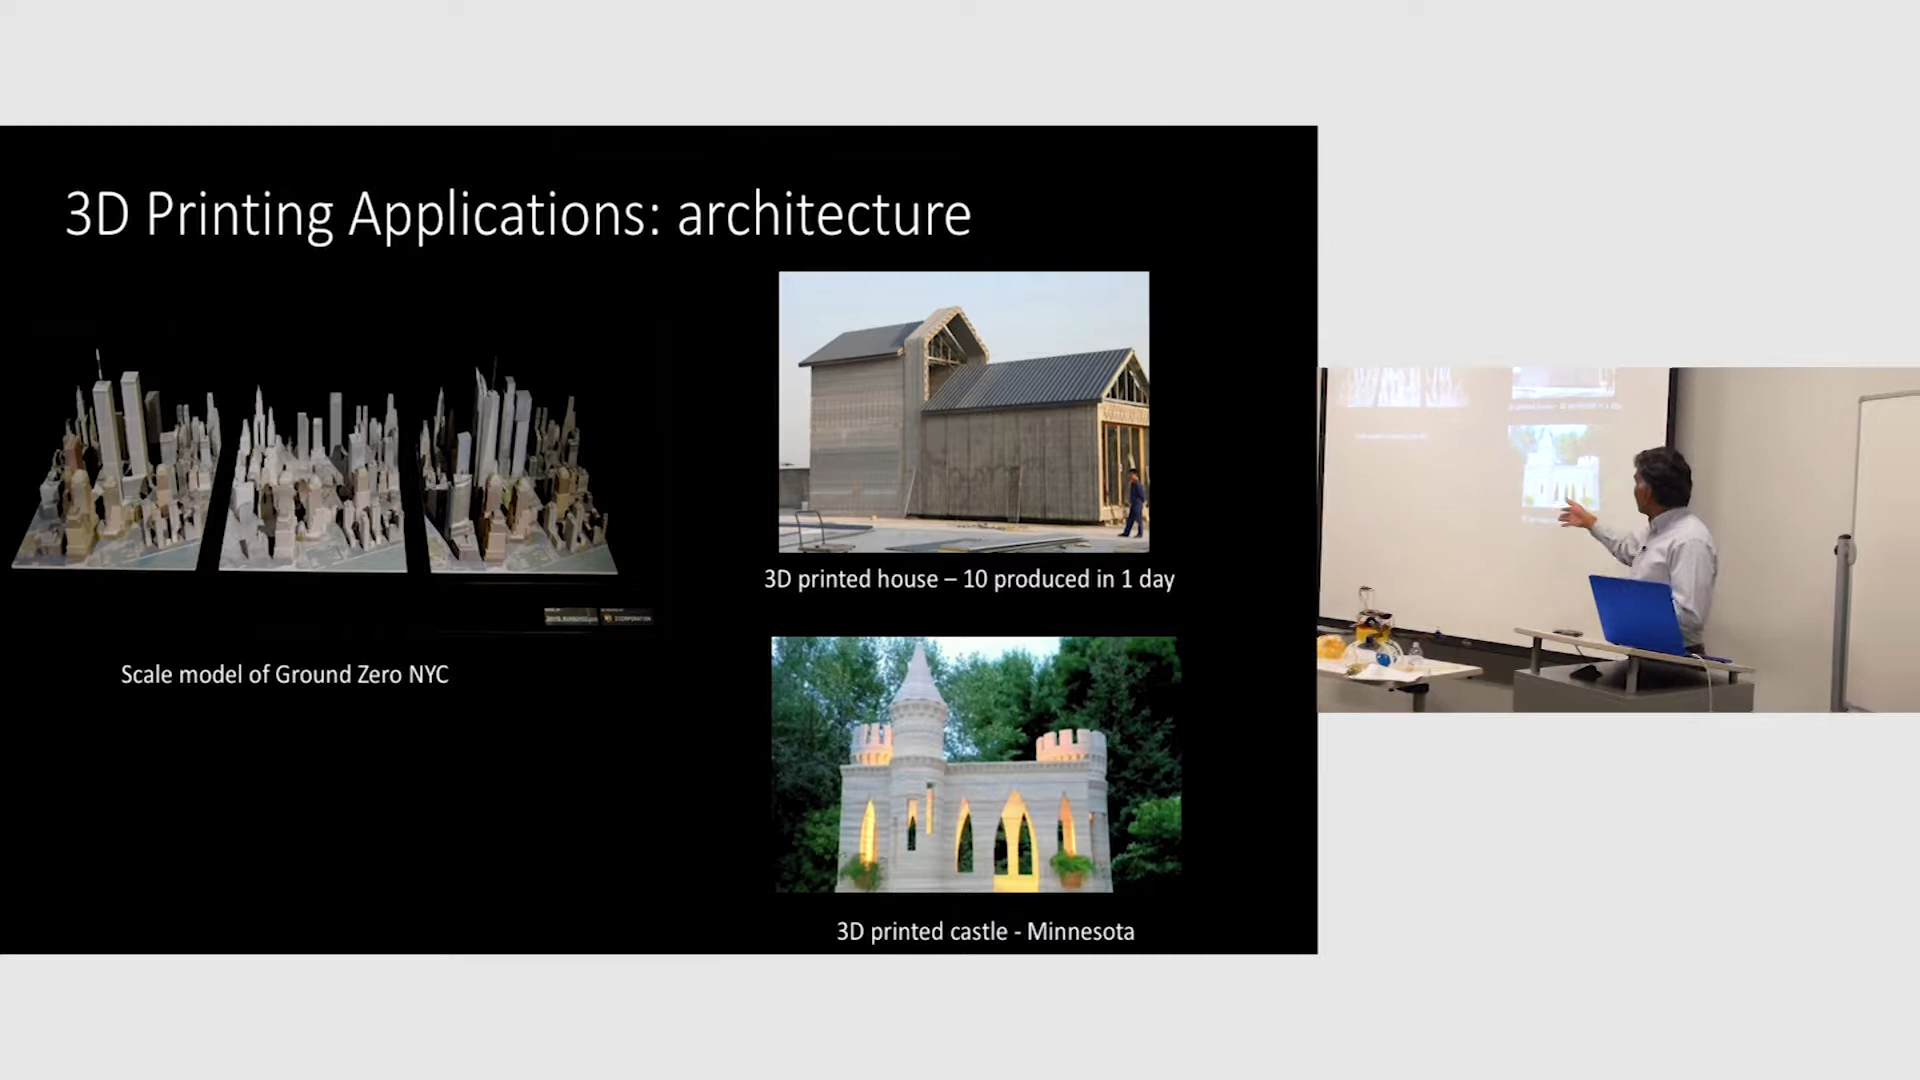 3D Printing Applications: architecture
Scale model of Ground Zero NYC
3D printed house – 10 produced in 1 day
3D printed castle - Minnesota